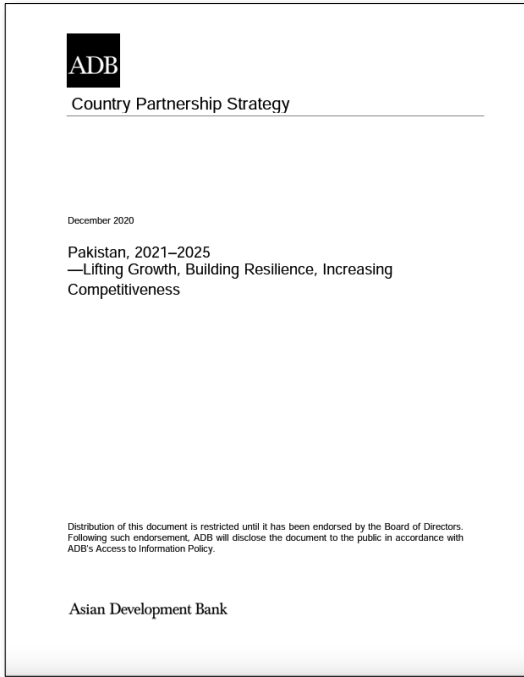 ADB
Country Partnership Strategy
December 2020
Pakistan, 2021–2025
—Lifting Growth, Building Resilience, Increasing
Competitiveness
Distribution of this document is restricted until it has been endorsed by the Board of Directors.
Following such endorsement, ADB will disclose the document to the public in accordance with
ADB's Access to Information Policy.
Asian Development Bank